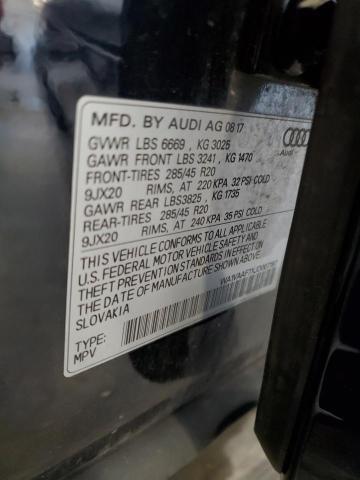 MFD. BY AUDI AG 08 17
GVWR LBS 6669 , KG 3025
GAWR FRONT LBS 3241 , KG 1470
FRONT-TIRES 285/45 R20
9JX20 RIMS, AT 220 KPA 32 PSI COLD
GAWR REAR LBS3825 , KG 1735
REAR-TIRES 285/45 R20
9JX20 RIMS, AT 240 KPA 35 PSI COLD
THIS VEHICLE CONFORMS TO ALL APPLICABLE
U.S. FEDERAL MOTOR VEHICLE SAFETY AND
THEFT PREVENTION STANDARDS IN EFFECT ON
THE DATE OF MANUFACTURE SHOWN ABOVE.
SLOVAKIA
TYPE:
MPV